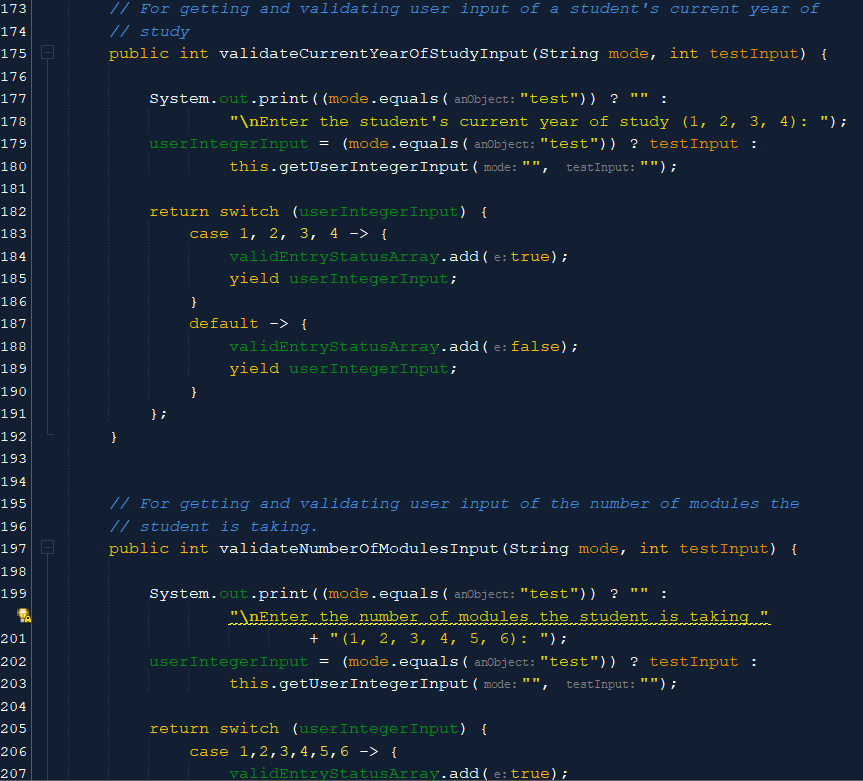 173 // For getting and validating user input of a student's current year of
174 // study
175 public int validateCurrentYearOfStudyInput(String mode, int testInput) {
176
177 System.out.print((mode.equals( anObject: "test")) ? "" :
178 "\nEnter the student's current year of study (1, 2, 3, 4): ");
179 userIntegerInput = (mode.equals( anObject: "test")) ? testInput :
180 this.getUserIntegerInput( mode: "", testInput: "");
181
182 return switch (userIntegerInput) {
183 case 1, 2, 3, 4 -> {
184 validEntryStatusArray.add( e: true);
185 yield userIntegerInput;
186 }
187 default -> {
188 validEntryStatusArray.add( e: false);
189 yield userIntegerInput;
190 }
191 };
192 }
193
194
195 // For getting and validating user input of the number of modules the
196 // student is taking.
197 public int validateNumberOfModulesInput(String mode, int testInput) {
198
199 System.out.print((mode.equals( anObject: "test")) ? "" :
"\nEnter the number of modules the student is taking "
201 + "(1, 2, 3, 4, 5, 6): ");
202 userIntegerInput = (mode.equals( anObject: "test")) ? testInput :
203 this.getUserIntegerInput( mode: "", testInput: "");
204
205 return switch (userIntegerInput) {
206 case 1,2,3,4,5,6 -> {
207 validEntryStatusArray.add( e: true);